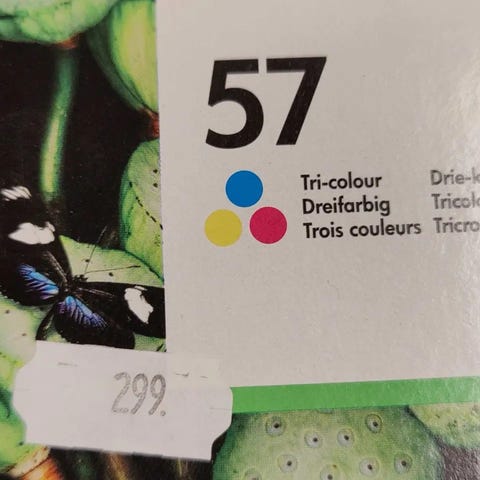 57
Tri-colour
Dreifarbig
Trois couleurs
299.